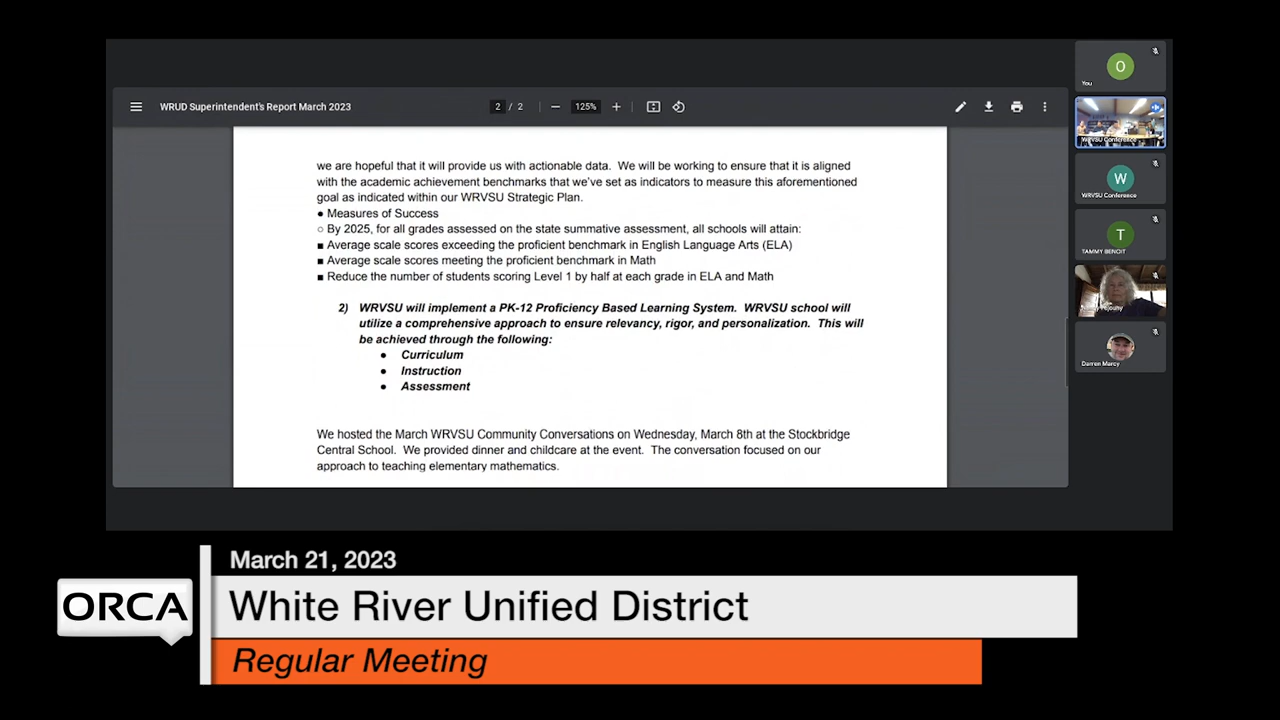 WRUD Superintendent's Report March 2023
2 / 2
125%
we are hopeful that it will provide us with actionable data. We will be working to ensure that it is aligned
with the academic achievement benchmarks that we've set as indicators to measure this aforementioned
goal as indicated within our WRVSU Strategic Plan.
● Measures of Success
○ By 2025, for all grades assessed on the state summative assessment, all schools will attain:
■ Average scale scores exceeding the proficient benchmark in English Language Arts (ELA)
■ Average scale scores meeting the proficient benchmark in Math
■ Reduce the number of students scoring Level 1 by half at each grade in ELA and Math
2) WRVSU will implement a PK-12 Proficiency Based Learning System. WRVSU school will
utilize a comprehensive approach to ensure relevancy, rigor, and personalization. This will
be achieved through the following:
● Curriculum
● Instruction
● Assessment
We hosted the March WRVSU Community Conversations on Wednesday, March 8th at the Stockbridge
Central School. We provided dinner and childcare at the event. The conversation focused on our
approach to teaching elementary mathematics.
O
You
WRVSU Conference
W
WRVSU Conference
T
TAMMY BENOIT
Darren Marcy
March 21, 2023
ORCA
White River Unified District
Regular Meeting